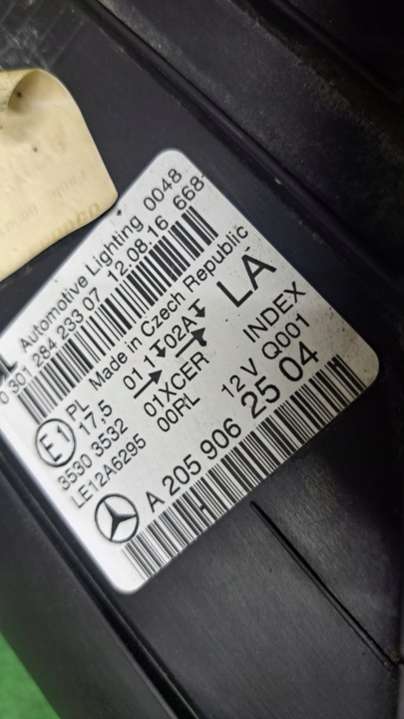 Automotive Lighting 0048
0 301 284 233 07 12.08.16 668-
Made in Czech Republic
E1 PL 01 1 02A LA
17,5
3530 3532 01XCER INDEX
LE12A6295 00RL 12V Q001
A 205 906 25 04